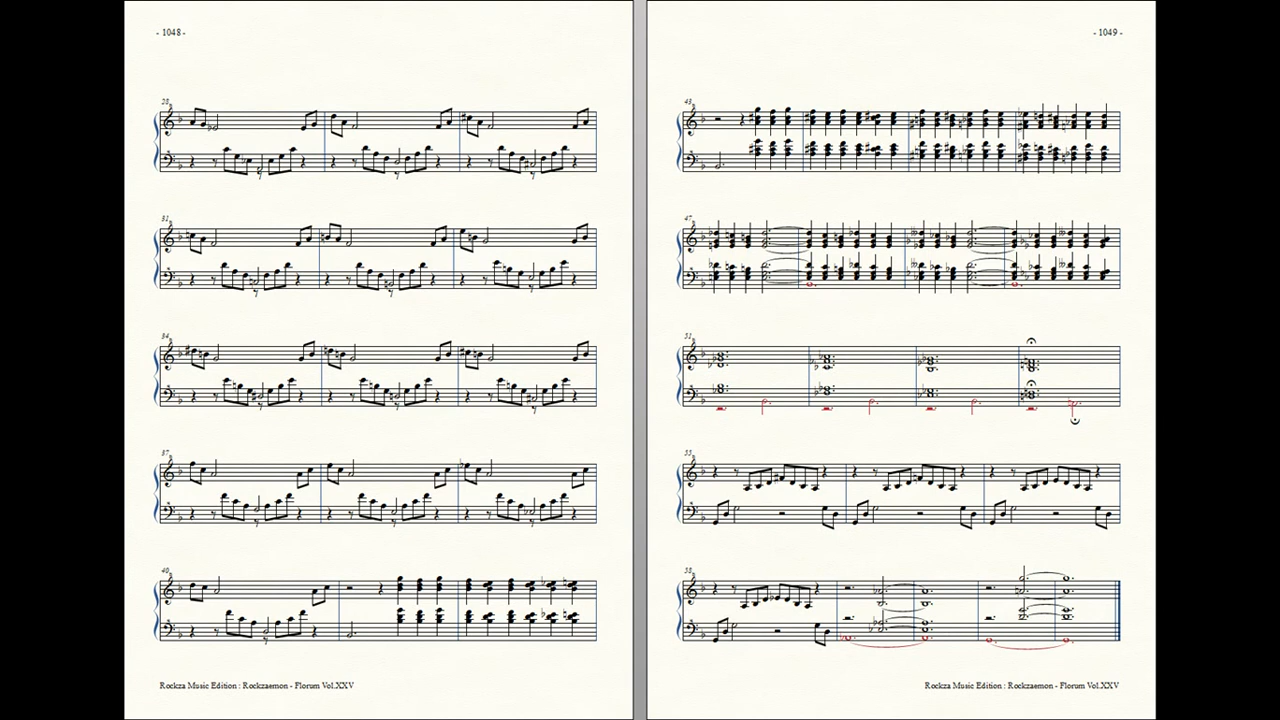 - 1048 -
28
31
34
37
40
Rockza Music Edition : Rockzaemon - Florum Vol.XXV
- 1049 -
43
47
51
55
58
Rockza Music Edition : Rockzaemon - Florum Vol.XXV